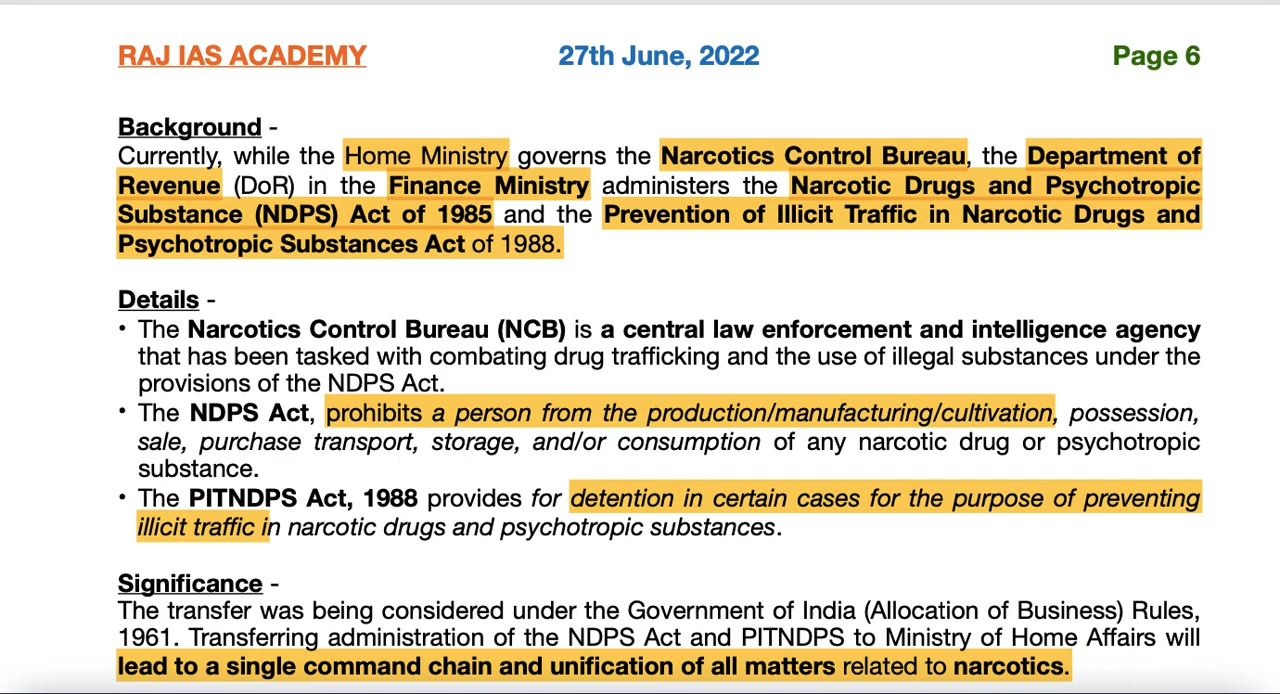 RAJ IAS ACADEMY 27th June, 2022 Page 6
Background -
Currently, while the Home Ministry governs the Narcotics Control Bureau, the Department of
Revenue (DoR) in the Finance Ministry administers the Narcotic Drugs and Psychotropic
Substance (NDPS) Act of 1985 and the Prevention of Illicit Traffic in Narcotic Drugs and
Psychotropic Substances Act of 1988.
Details -
• The Narcotics Control Bureau (NCB) is a central law enforcement and intelligence agency
that has been tasked with combating drug trafficking and the use of illegal substances under the
provisions of the NDPS Act.
• The NDPS Act, prohibits a person from the production/manufacturing/cultivation, possession,
sale, purchase transport, storage, and/or consumption of any narcotic drug or psychotropic
substance.
• The PITNDPS Act, 1988 provides for detention in certain cases for the purpose of preventing
illicit traffic in narcotic drugs and psychotropic substances.
Significance -
The transfer was being considered under the Government of India (Allocation of Business) Rules,
1961. Transferring administration of the NDPS Act and PITNDPS to Ministry of Home Affairs will
lead to a single command chain and unification of all matters related to narcotics.